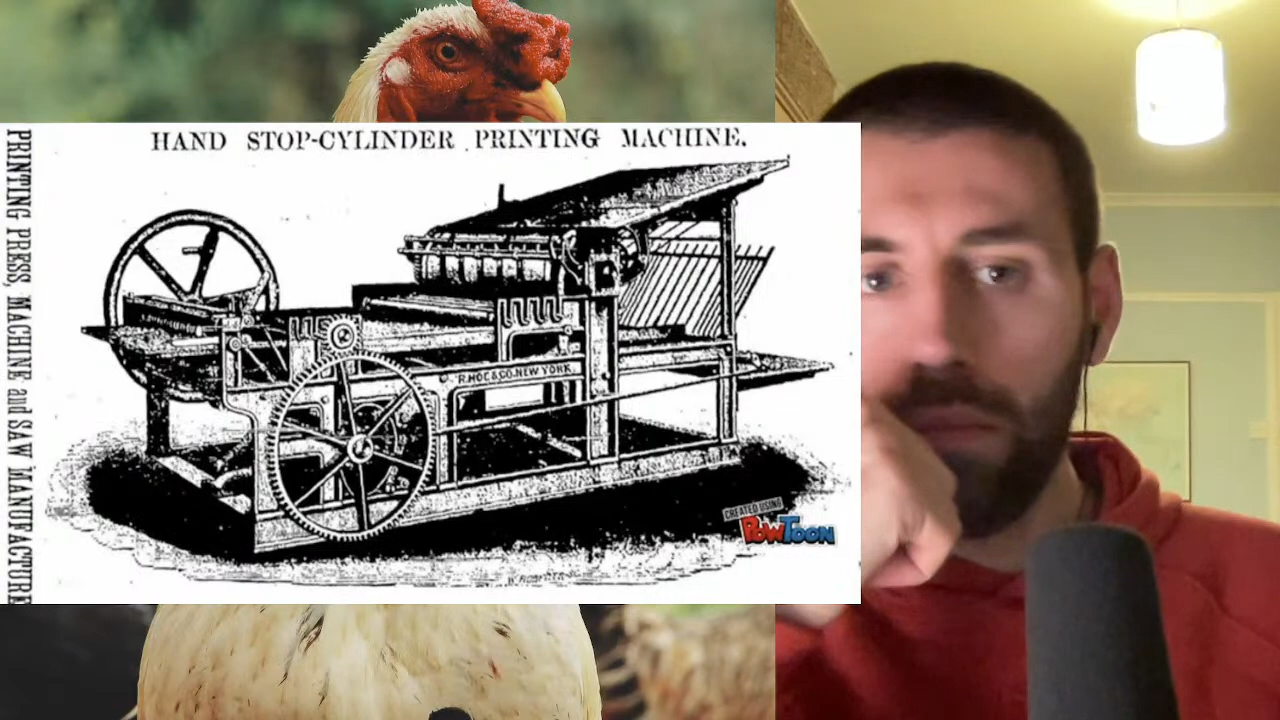 HAND STOP-CYLINDER PRINTING MACHINE.
PRINTING PRESS, MACHINE and SAW MANUFACTURE
R. HOE & CO. NEW YORK.
CREATED USING
POWTOON